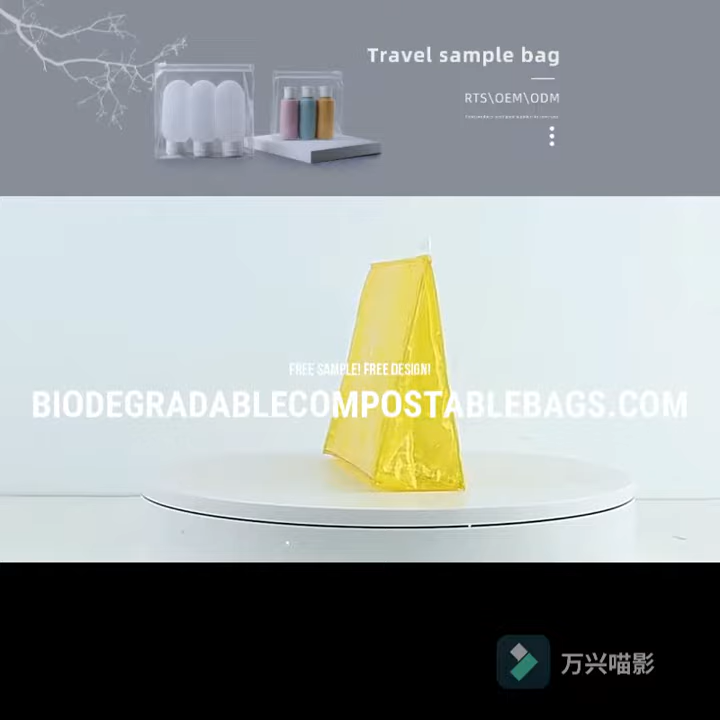 Travel sample bag
RTS\OEM\ODM
FREE SAMPLE! FREE DESIGN!
BIODEGRADABLECOMPOSTABLEBAGS.COM
万兴喵影